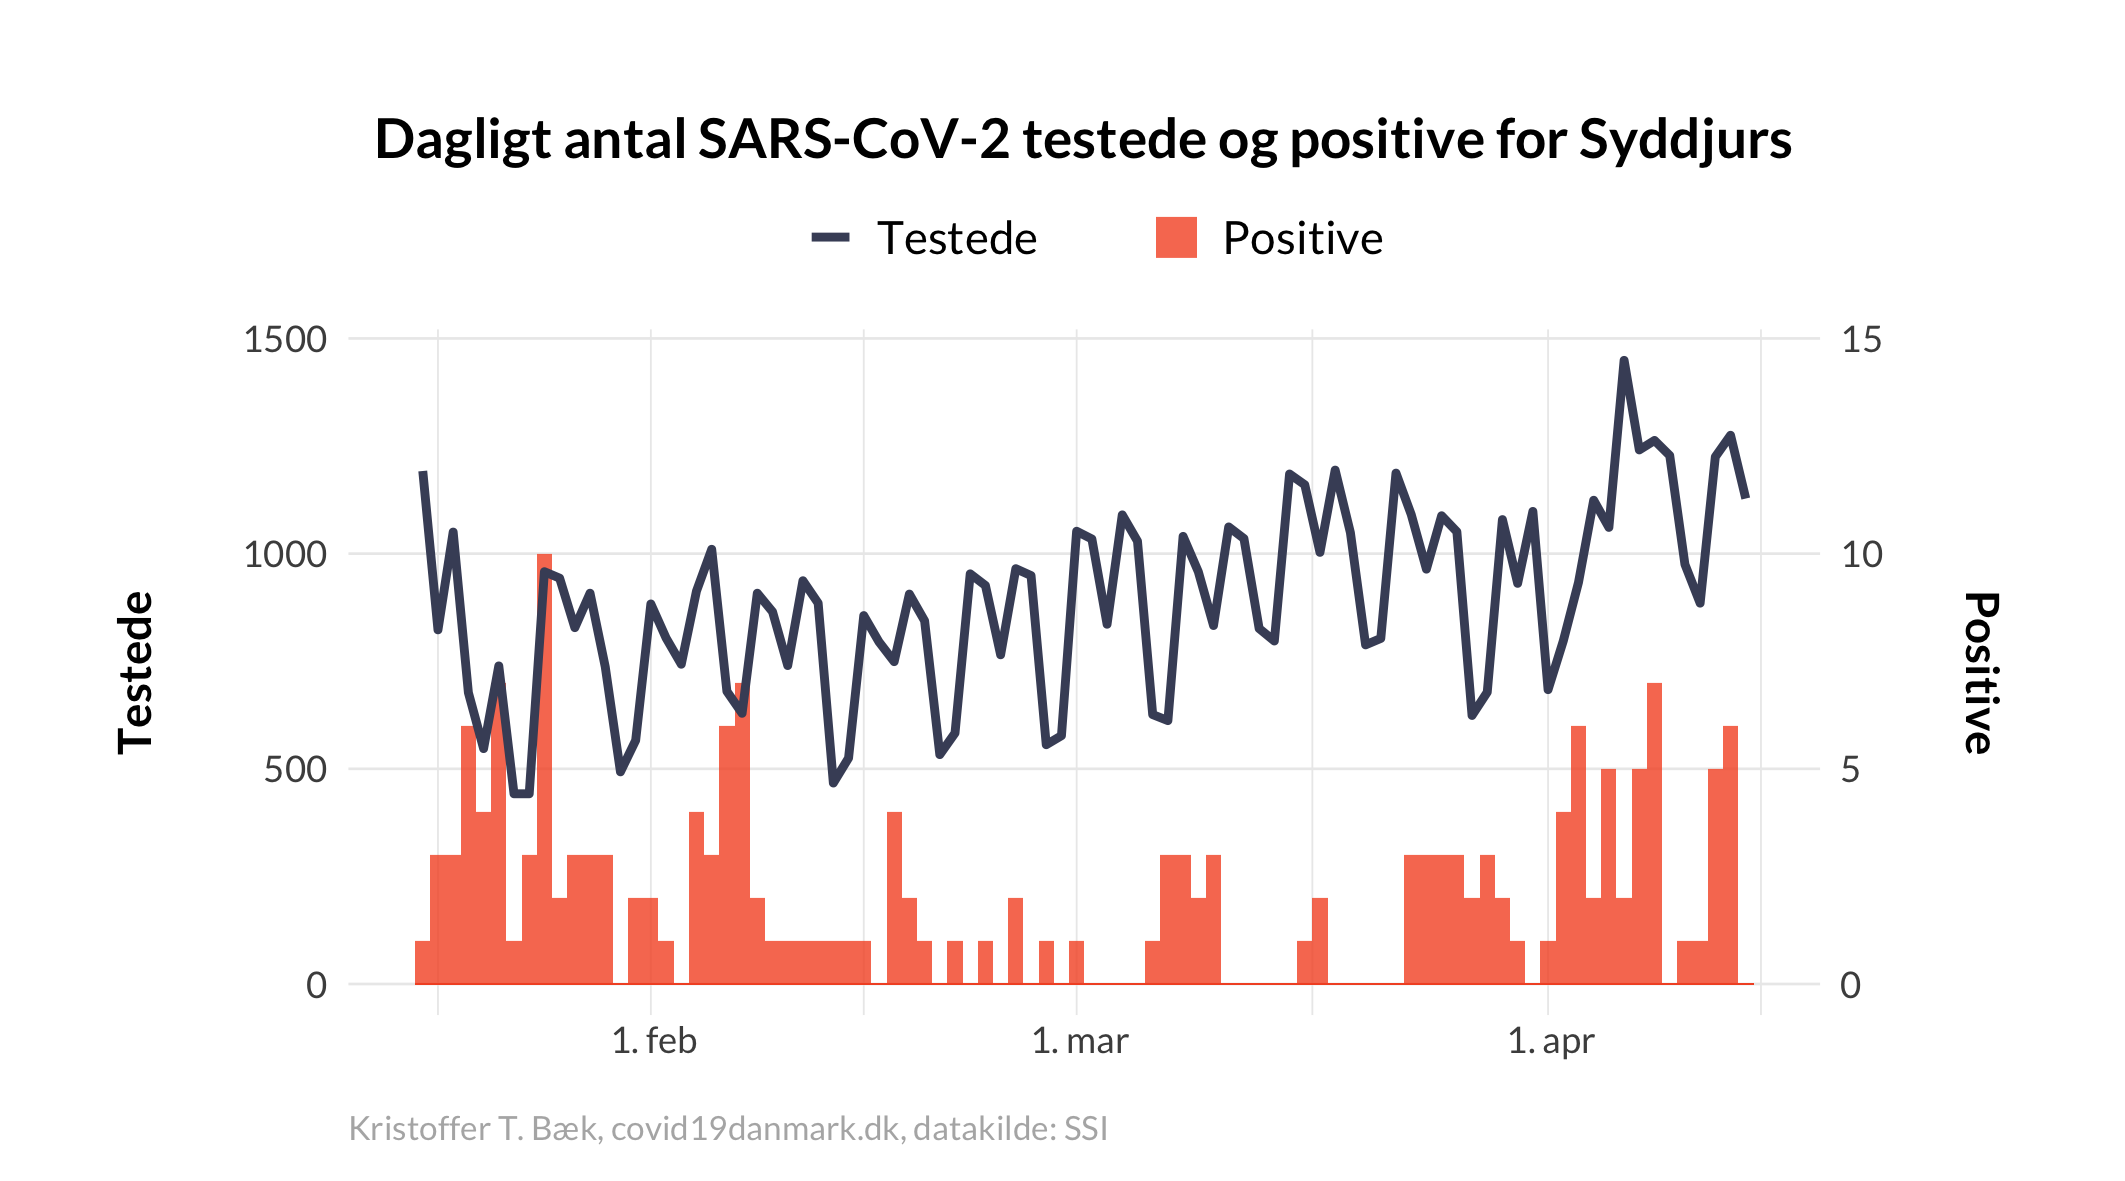 Dagligt antal SARS-CoV-2 testede og positive for Syddjurs
Testede Positive
1500 15
1000 10
500 5
0 0
Testede
Positive
1. feb 1. mar 1. apr
Kristoffer T. Bæk, covid19danmark.dk, datakilde: SSI